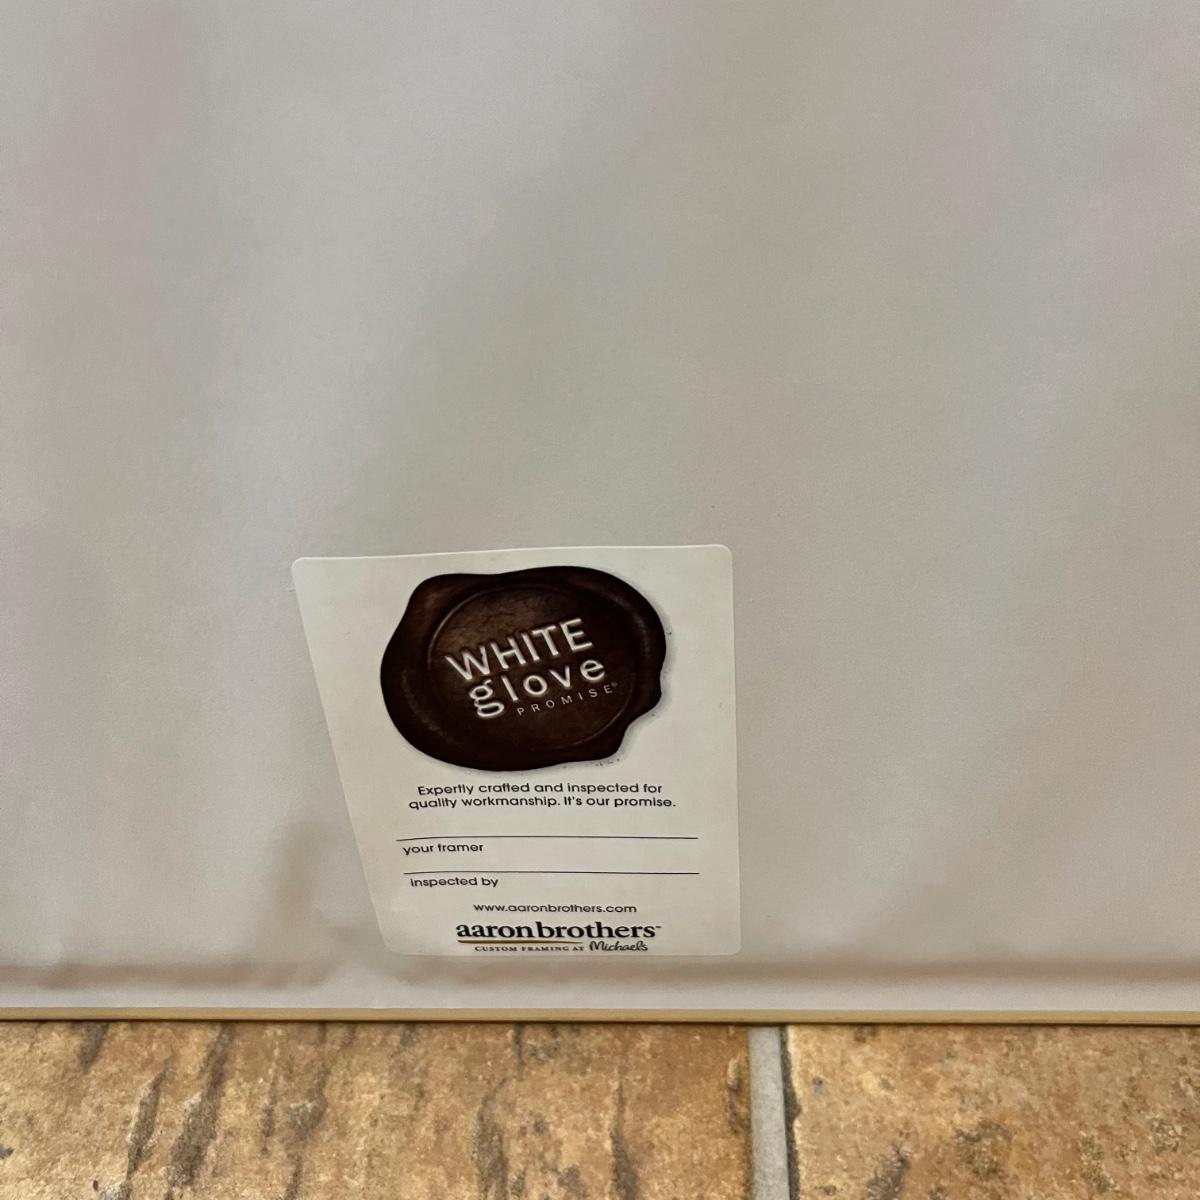 WHITE
glove
PROMISE®
Expertly crafted and inspected for
quality workmanship. It's our promise.
your framer
inspected by
www.aaronbrothers.com
aaronbrothers™
CUSTOM FRAMING AT Michaels